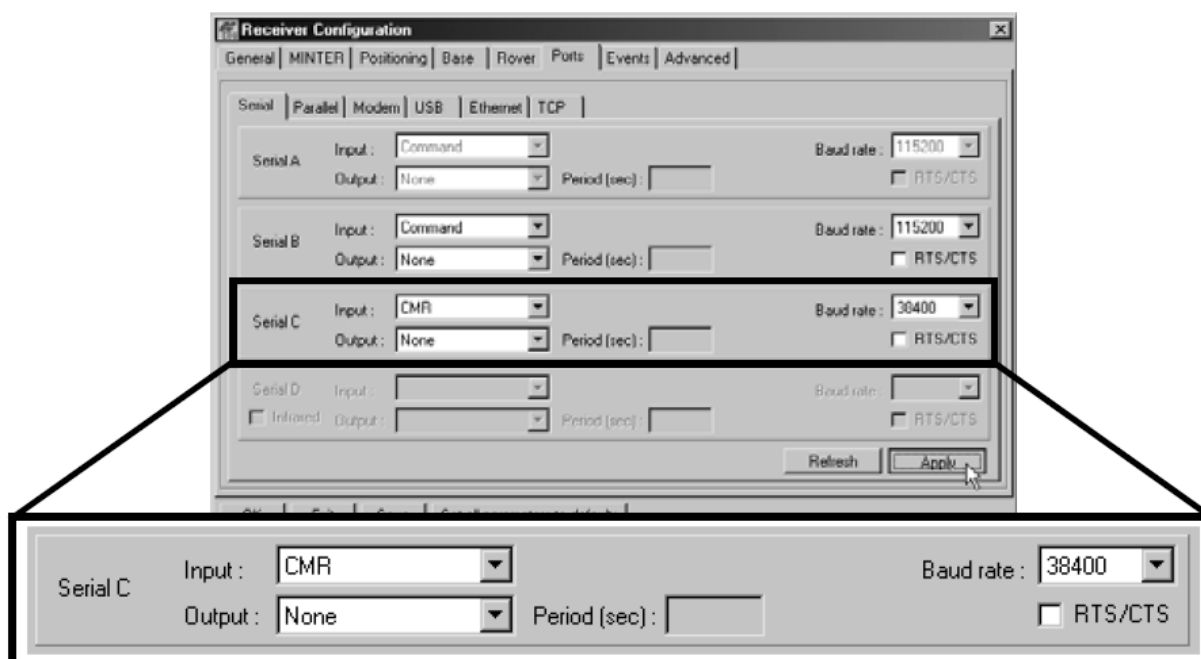 Receiver Configuration
General MINTER Positioning Base Rover Ports Events Advanced
Serial Parallel Modem USB Ethernet TCP
Serial A Input : Command Baud rate : 115200
Output : None Period (sec) : RTS/CTS
Serial B Input : Command Baud rate : 115200
Output : None Period (sec) : RTS/CTS
Serial C Input : CMR Baud rate : 38400
Output : None Period (sec) : RTS/CTS
Serial D Input : Baud rate :
Infrared Output : Period (sec) : RTS/CTS
Refresh Apply
Serial C Input : CMR Baud rate : 38400
Output : None Period (sec) : RTS/CTS